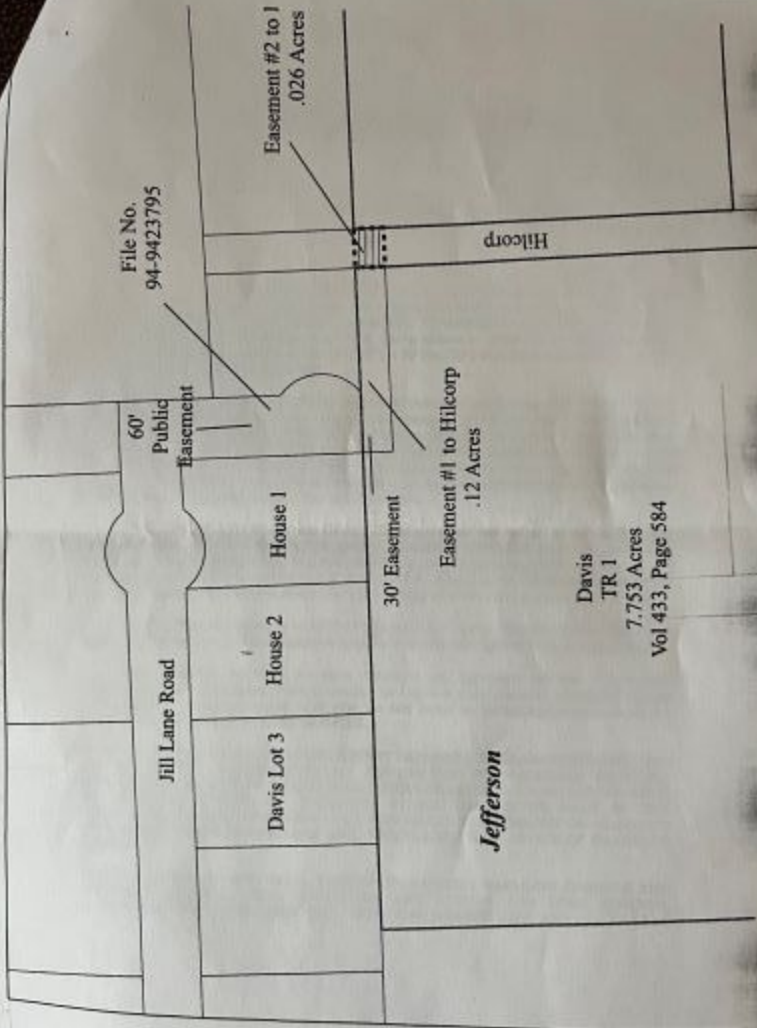 File No.
94-9423795
Easement #2 to 1
.026 Acres
60'
Public
Easement
Jill Lane Road
Davis Lot 3
House 2
House 1
30' Easement
Easement #1 to Hilcorp
.12 Acres
Hilcorp
Jefferson
Davis
TR 1
7.753 Acres
Vol 433, Page 584